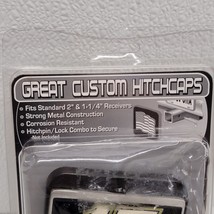 GREAT CUSTOM HITCHCAPS
• Fits Standard 2" & 1-1/4" Receivers
• Strong Metal Construction
• Corrosion Resistant
• Hitchpin/Lock Combo to Secure
Not Included